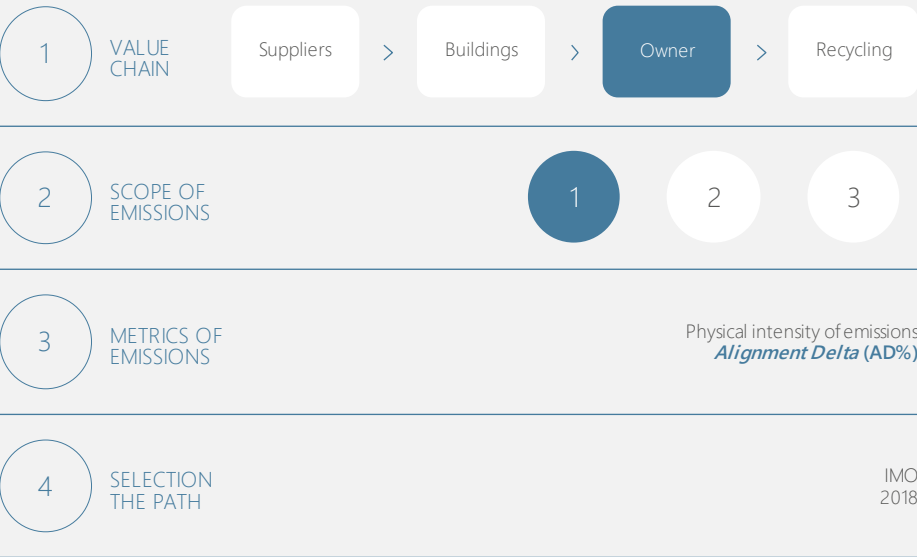 1
VALUE
CHAIN
Suppliers
>
Buildings
>
Owner
>
Recycling
2
SCOPE OF
EMISSIONS
1
2
3
3
METRICS OF
EMISSIONS
Physical intensity of emissions
Alignment Delta (AD%)
4
SELECTION
THE PATH
IMO
2018